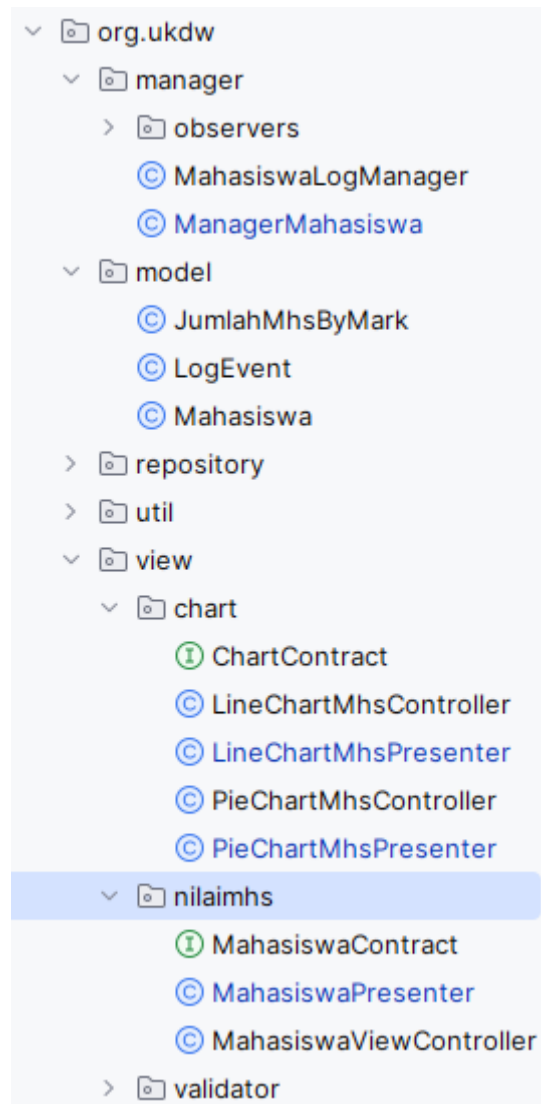 org.ukdw
manager
observers
C MahasiswaLogManager
C ManagerMahasiswa
model
C JumlahMhsByMark
C LogEvent
C Mahasiswa
repository
util
view
chart
I ChartContract
C LineChartMhsController
C LineChartMhsPresenter
C PieChartMhsController
C PieChartMhsPresenter
nilaimhs
I MahasiswaContract
C MahasiswaPresenter
C MahasiswaViewController
validator